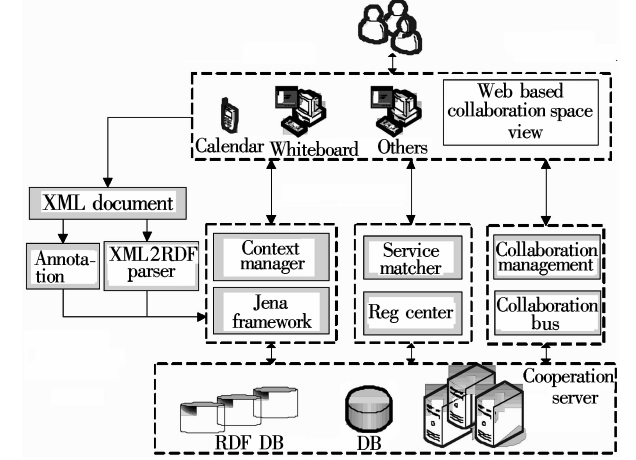 Web based
collaboration space
view
Calendar
Whiteboard
Others
XML document
Annota-
tion
XML2RDF
parser
Context
manager
Jena
framework
Service
matcher
Reg center
Collaboration
management
Collaboration
bus
Cooperation
server
RDF DB
DB